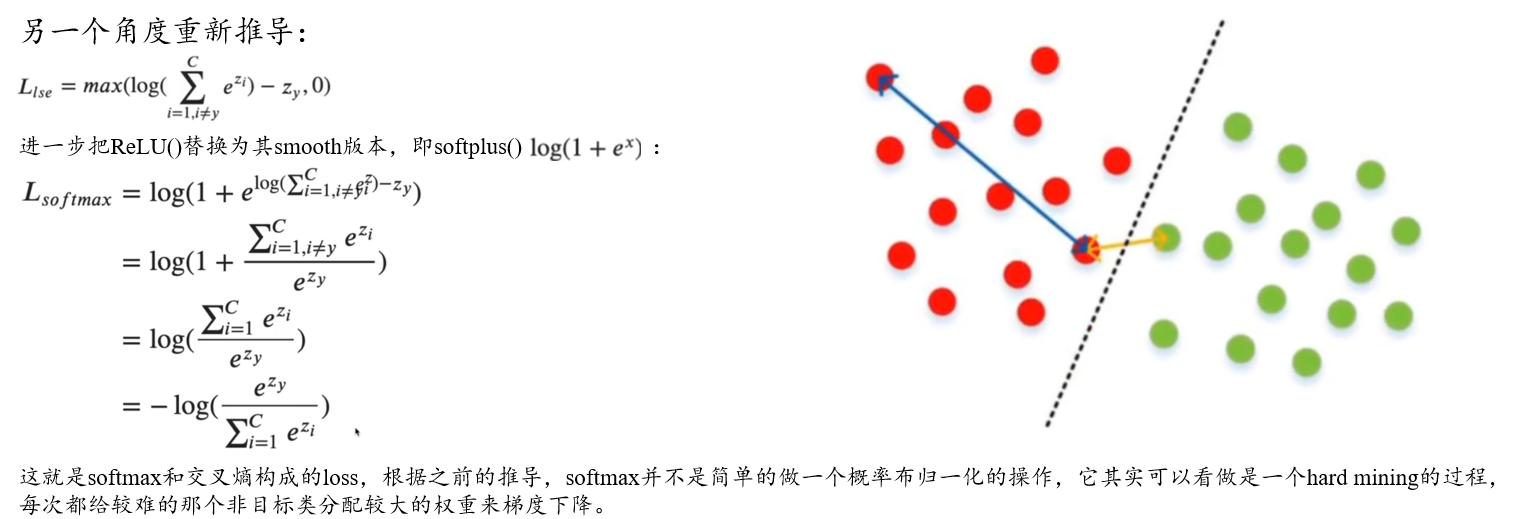 另一个角度重新推导：
L_{lse} = max(log(\sum_{i=1,i≠y}^{C} e^{z_i}) − z_y, 0)
进一步把ReLU()替换为其smooth版本，即softplus() log(1 + e^x) ：
L_{softmax} = log(1 + e^{log(\sum_{i=1,i≠y}^{C} e^{z_i})−z_y})
= log(1 + \frac{\sum_{i=1,i≠y}^{C} e^{z_i}}{e^{z_y}})
= log(\frac{\sum_{i=1}^{C} e^{z_i}}{e^{z_y}})
= − log(\frac{e^{z_y}}{\sum_{i=1}^{C} e^{z_i}})
这就是softmax和交叉熵构成的loss，根据之前的推导，softmax并不是简单的做一个概率布归一化的操作，它其实可以看做是一个hard mining的过程，
每次都给较难的那个非目标类分配较大的权重来梯度下降。